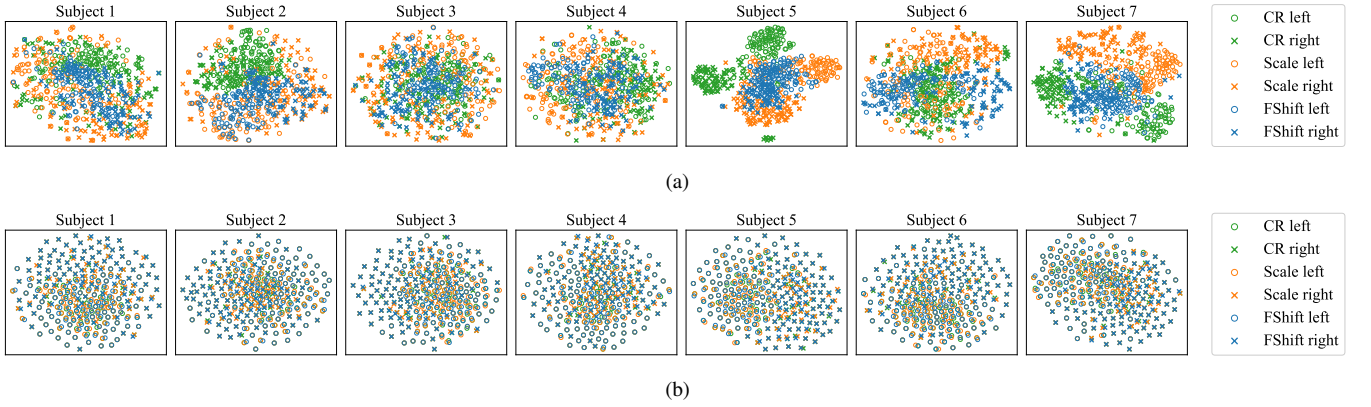 Subject 1 Subject 2 Subject 3 Subject 4 Subject 5 Subject 6 Subject 7
CR left
CR right
Scale left
Scale right
FShift left
FShift right
(a)
Subject 1 Subject 2 Subject 3 Subject 4 Subject 5 Subject 6 Subject 7
CR left
CR right
Scale left
Scale right
FShift left
FShift right
(b)